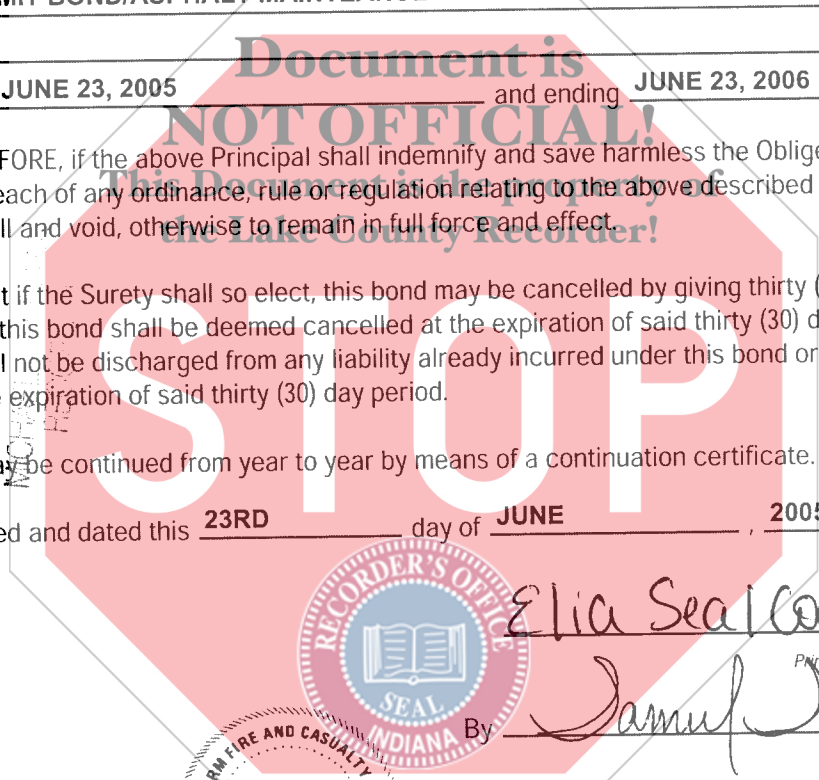 BOND/ASPHALT
Document is
JUNE 23, 2005 and ending JUNE 23, 2006
NOT OFFICIAL!
FORE, if the above Principal shall indemnify and save harmless the Oblige
This Document is the property of
each of any ordinance, rule or regulation relating to the above described
ll and void, otherwise to remain in full force and effect.
the Lake County Recorder!
t if the Surety shall so elect, this bond may be cancelled by giving thirty (
this bond shall be deemed cancelled at the expiration of said thirty (30) d
l not be discharged from any liability already incurred under this bond or
expiration of said thirty (30) day period.
STOP
ay be continued from year to year by means of a continuation certificate.
ed and dated this 23RD day of JUNE , 2005
RECORDER'S OFFICE
SEAL
INDIANA
Elia Seal Co
By
RM FIRE AND CASUALTY